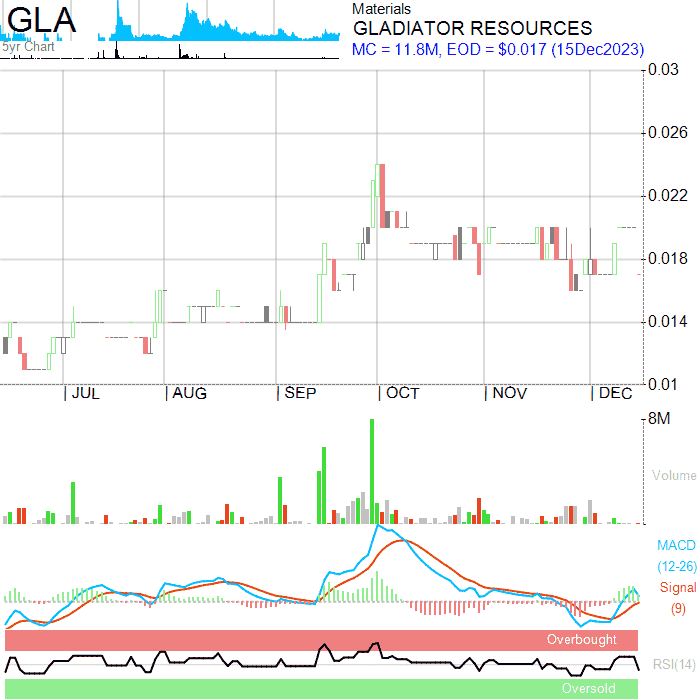 GLA
5yr Chart
Materials
GLADIATOR RESOURCES
MC = 11.8M, EOD = $0.017 (15Dec2023)
0.03
0.026
0.022
0.018
0.014
0.01
JUL AUG SEP OCT NOV DEC
8M
Volume
MACD
(12-26)
Signal
(9)
Overbought
RSI(14)
Oversold